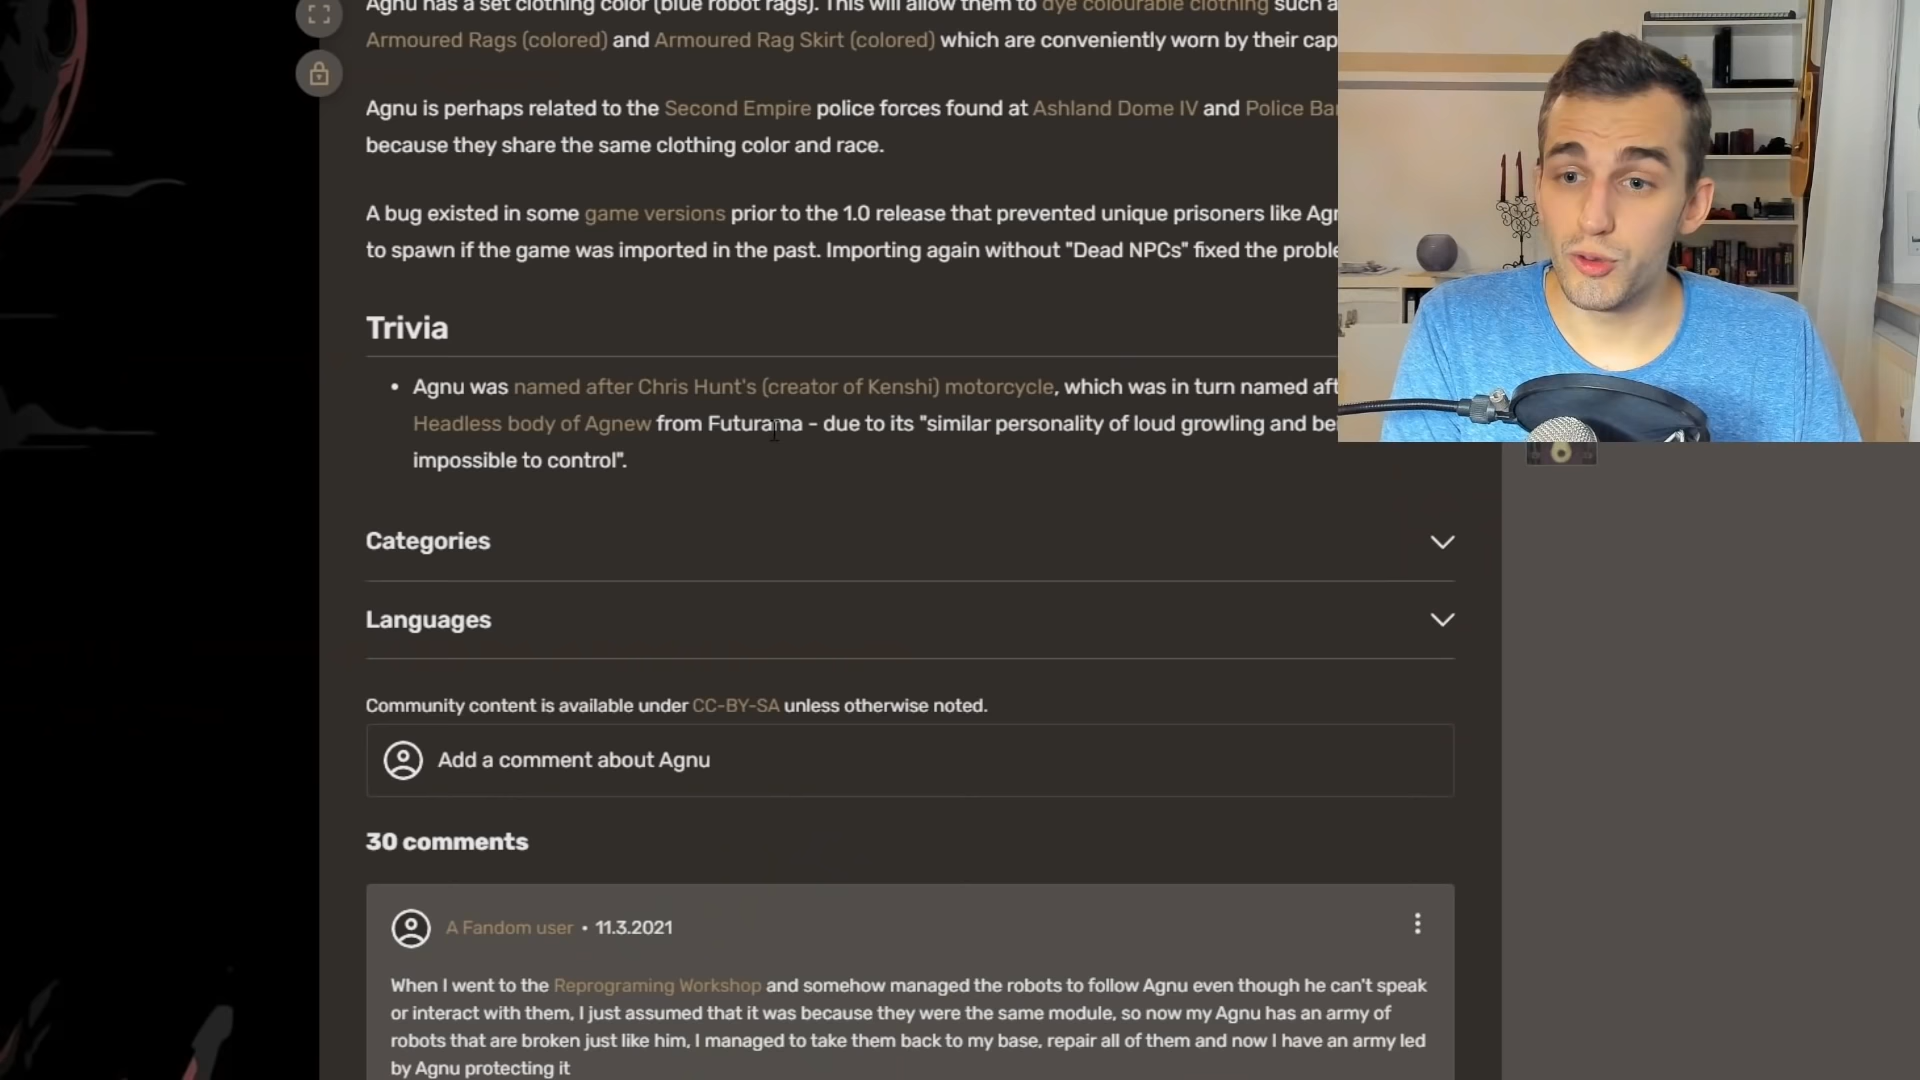 Agnu has a set clothing color (blue robot rags). This will allow them to dye colourable clothing such a
Armoured Rags (colored) and Armoured Rag Skirt (colored) which are conveniently worn by their cap
Agnu is perhaps related to the Second Empire police forces found at Ashland Dome IV and Police Ba
because they share the same clothing color and race.
A bug existed in some game versions prior to the 1.0 release that prevented unique prisoners like Ag
to spawn if the game was imported in the past. Importing again without "Dead NPCs" fixed the proble
Trivia
• Agnu was named after Chris Hunt's (creator of Kenshi) motorcycle, which was in turn named aft
Headless body of Agnew from Futurama - due to its "similar personality of loud growling and be
impossible to control".
Categories
Languages
Community content is available under CC-BY-SA unless otherwise noted.
Add a comment about Agnu
30 comments
A Fandom user • 11.3.2021
When I went to the Reprograming Workshop and somehow managed the robots to follow Agnu even though he can't speak
or interact with them, I just assumed that it was because they were the same module, so now my Agnu has an army of
robots that are broken just like him, I managed to take them back to my base, repair all of them and now I have an army led
by Agnu protecting it